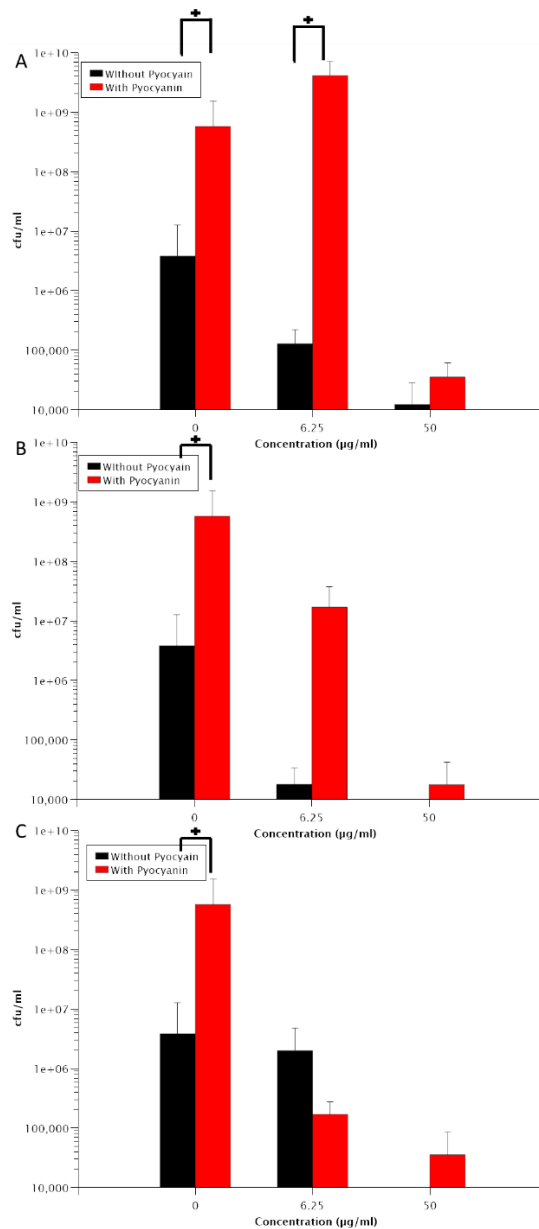 A
1e+10
WIthout Pyocyain
With Pyocyanin
1e+09
1e+08
cfu/ml
1e+07
1e+06
100,000
10,000
0 6.25 50
Concentration (µg/ml)
B
1e+10
WIthout Pyocyain
With Pyocyanin
1e+09
1e+08
cfu/ml
1e+07
1e+06
100,000
10,000
0 6.25 50
Concentration (µg/ml)
C
1e+10
WIthout Pyocyain
With Pyocyanin
1e+09
1e+08
cfu/ml
1e+07
1e+06
100,000
10,000
0 6.25 50
Concentration (µg/ml)